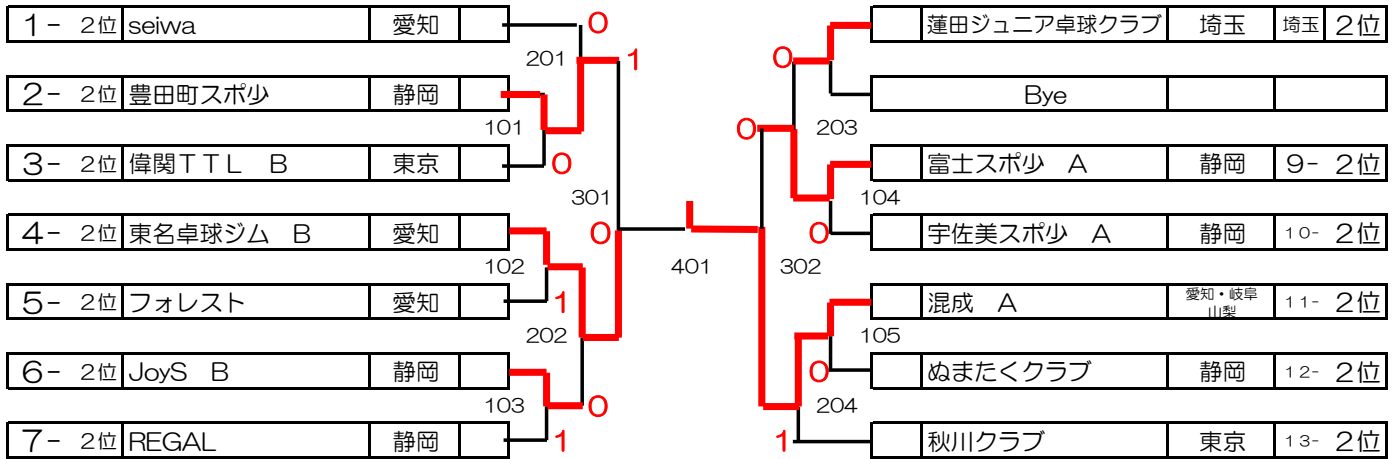 1- 2位 seiwa 愛知
0
201
1
2- 2位 豊田町スポ少 静岡
101
3- 2位 偉関TTL B 東京
0
301
4- 2位 東名卓球ジム B 愛知
0
102
5- 2位 フォレスト 愛知
1
202
6- 2位 JoyS B 静岡
103
0
7- 2位 REGAL 静岡
1
401
蓮田ジュニア卓球クラブ 埼玉 埼玉 2位
0
Bye
0
203
富士スポ少 A 静岡 9- 2位
104
宇佐美スポ少 A 静岡 10- 2位
0
302
混成 A 愛知・岐阜 11- 2位
山梨
105
ぬまたくクラブ 静岡 12- 2位
0
204
秋川クラブ 東京 13- 2位
1